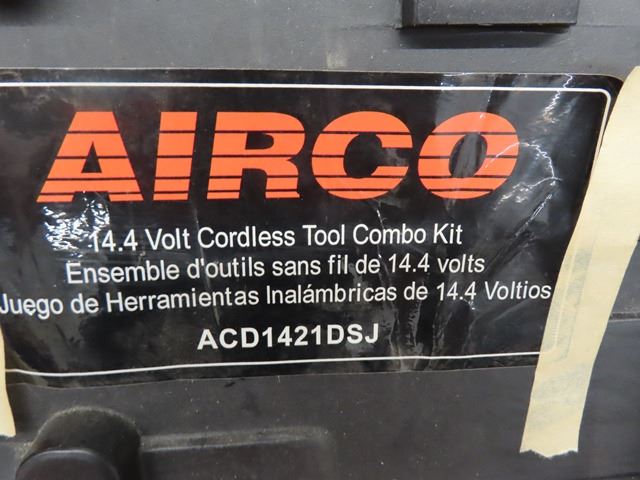 AIRCO
14.4 Volt Cordless Tool Combo Kit
Ensemble d'outils sans fil de 14.4 volts
Juego de Herramientas Inalámbricas de 14.4 Voltios
ACD1421DSJ